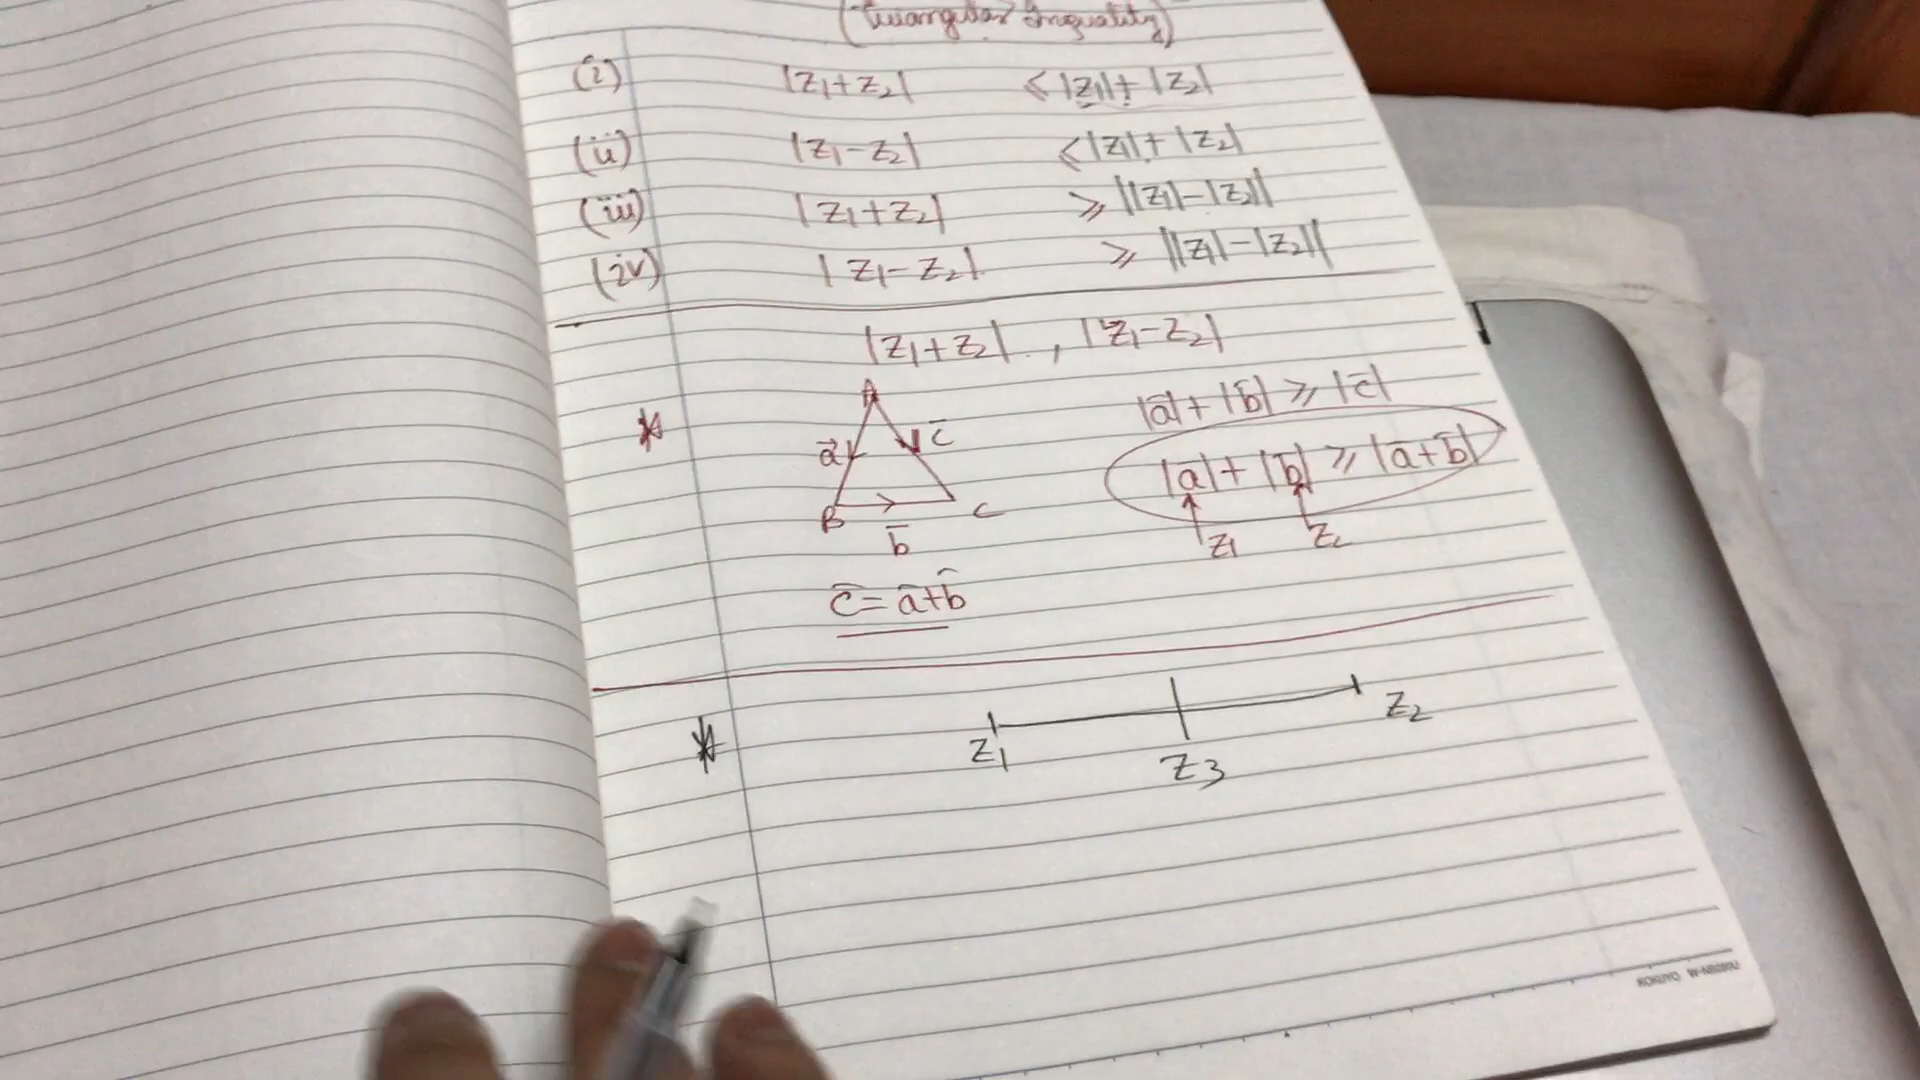 (Triangular Inequality)
(i) |z₁+z₂| ≤ |z₁|+|z₂|
(ii) |z₁-z₂| ≤ |z₁|+|z₂|
(iii) |z₁+z₂| ≥ ||z₁|-|z₂||
(iv) |z₁-z₂| ≥ ||z₁|-|z₂||
|z₁+z₂|, |z₁-z₂|
A
|a̅|+|b̅| ≥ |c̅|
a⃗ c̅
|a|+|b̅| ≥ |a̅+b̅|
B C
b̅
z₁ z₂
c̅ = a̅+b̅
z₁ z₃ z₂
KOKUYO